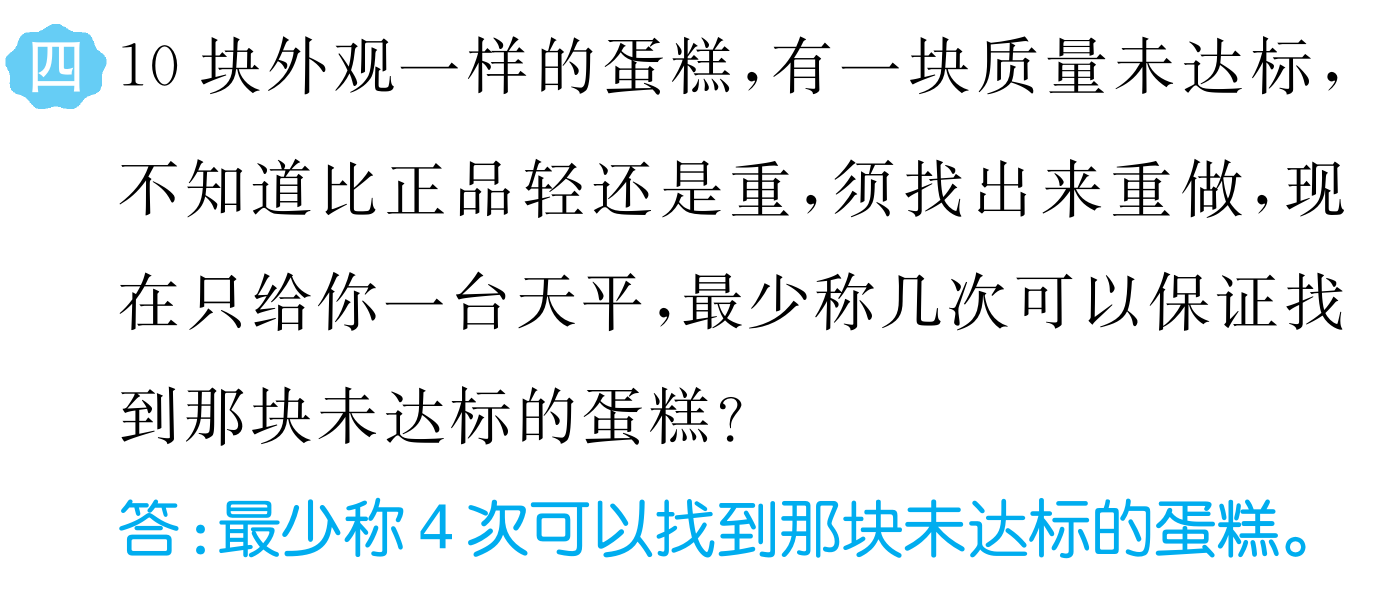 四 10 块外观一样的蛋糕,有一块质量未达标,
不知道比正品轻还是重,须找出来重做,现
在只给你一台天平,最少称几次可以保证找
到那块未达标的蛋糕?
答:最少称 4 次可以找到那块未达标的蛋糕。